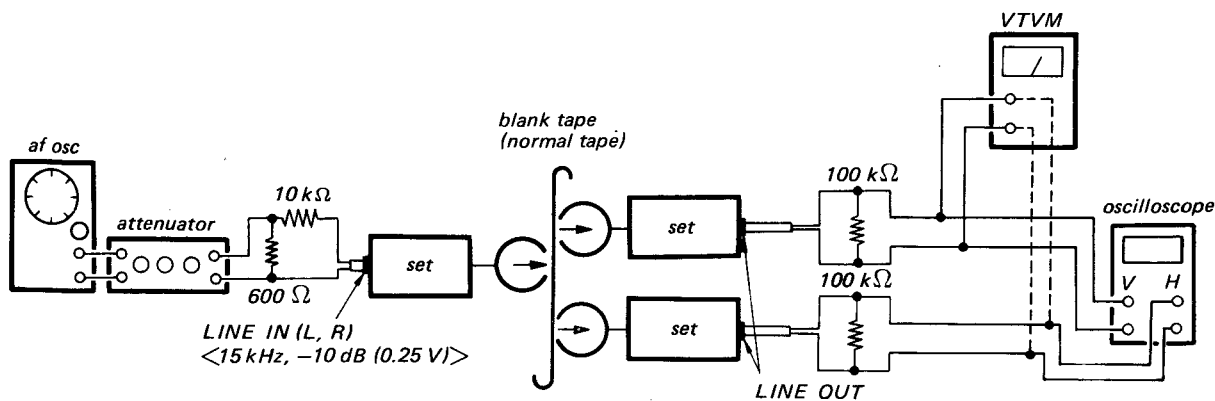 VTVM
blank tape
(normal tape)
af osc
attenuator
10 kΩ
600 Ω
set
LINE IN (L, R)
<15 kHz, −10 dB (0.25 V)>
set
100 kΩ
100 kΩ
set
LINE OUT
oscilloscope
V H